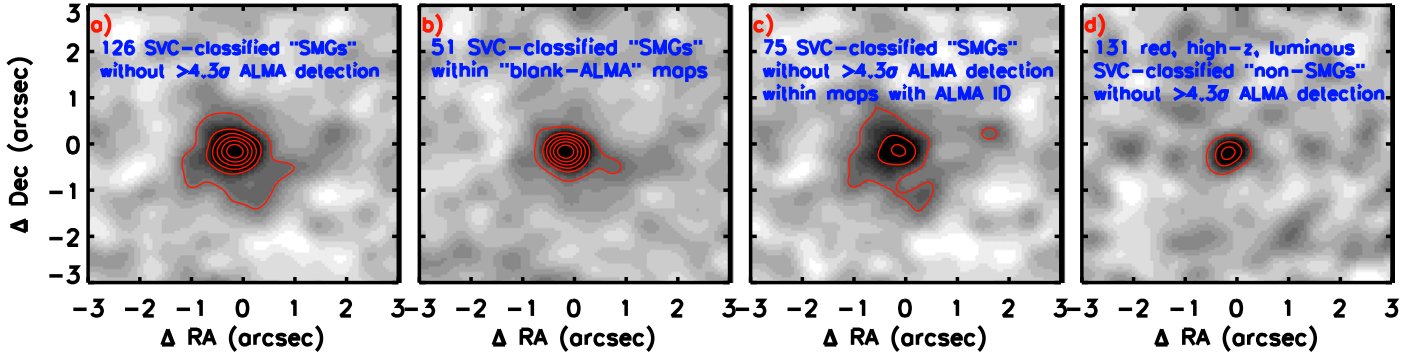 a)
126 SVC-classified "SMGs"
without >4.3σ ALMA detection
b)
51 SVC-classified "SMGs"
within "blank-ALMA" maps
c)
75 SVC-classified "SMGs"
without >4.3σ ALMA detection
within maps with ALMA ID
d)
131 red, high-z, luminous
SVC-classified "non-SMGs"
without >4.3σ ALMA detection
3
2
1
0
-1
-2
-3
Δ Dec (arcsec)
-3 -2 -1 0 1 2 3
-3 -2 -1 0 1 2 3
-3 -2 -1 0 1 2 3
-3 -2 -1 0 1 2 3
Δ RA (arcsec)
Δ RA (arcsec)
Δ RA (arcsec)
Δ RA (arcsec)